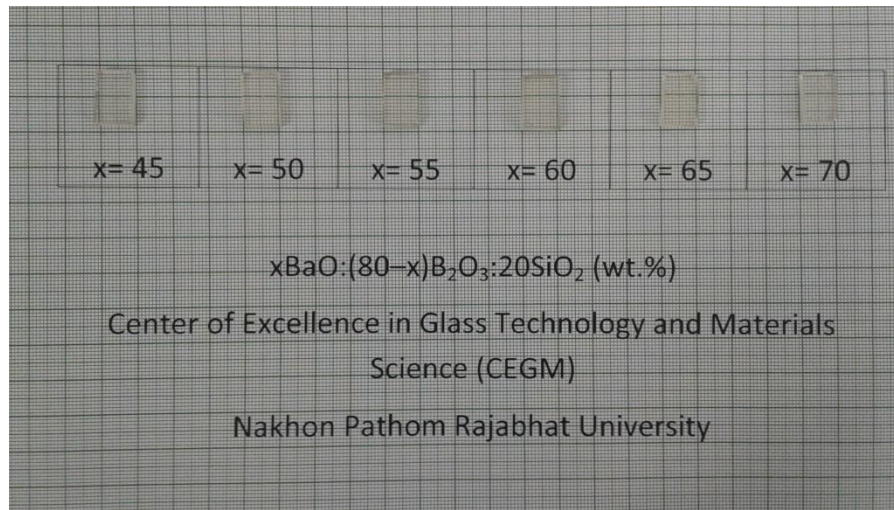 x= 45 x= 50 x= 55 x= 60 x= 65 x= 70
xBaO:(80–x)B₂O₃:20SiO₂ (wt.%)
Center of Excellence in Glass Technology and Materials
Science (CEGM)
Nakhon Pathom Rajabhat University